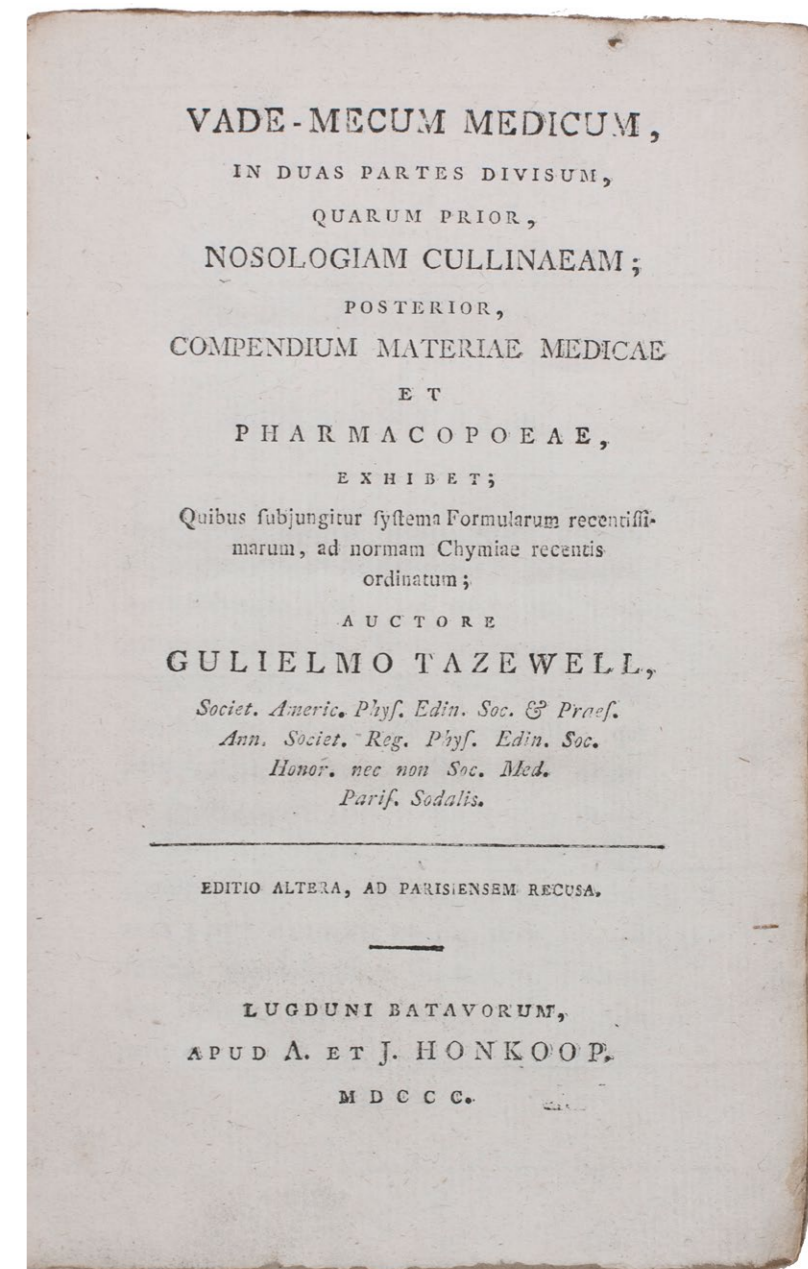 VADE-MECUM MEDICUM,
IN DUAS PARTES DIVISUM,
QUARUM PRIOR,
NOSOLOGIAM CULLINAEAM;
POSTERIOR,
COMPENDIUM MATERIAE MEDICAE
ET
PHARMACOPOEAE,
EXHIBET;
Quibus ſubjungitur ſyſtema Formularum recentiſſi-
marum, ad normam Chymiae recentis
ordinatum;
AUCTORE
GULIELMO TAZEWELL,
Societ. Americ. Phyſ. Edin. Soc. & Praeſ.
Ann. Societ. Reg. Phyſ. Edin. Soc.
Honor. nec non Soc. Med.
Pariſ. Sodalis.
EDITIO ALTERA, AD PARISIENSEM RECUSA.
LUGDUNI BATAVORUM,
APUD A. ET J. HONKOOP.
MDCCC.